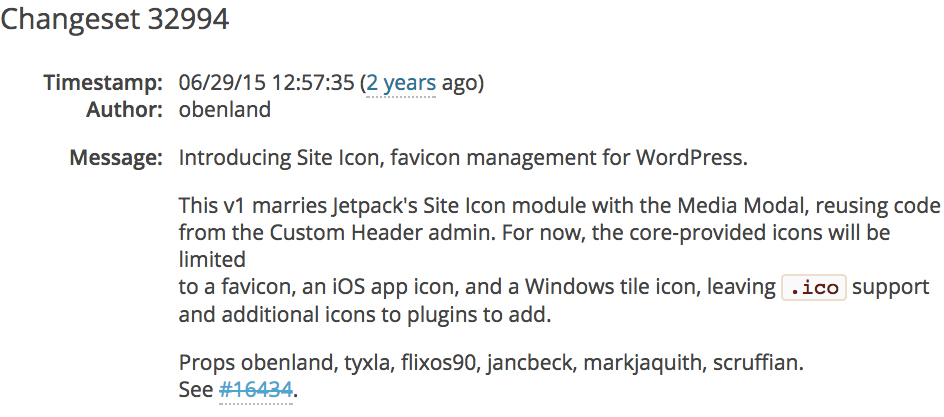 Changeset 32994
Timestamp: 06/29/15 12:57:35 (2 years ago)
Author: obenland
Message: Introducing Site Icon, favicon management for WordPress.
This v1 marries Jetpack's Site Icon module with the Media Modal, reusing code
from the Custom Header admin. For now, the core-provided icons will be
limited
to a favicon, an iOS app icon, and a Windows tile icon, leaving .ico support
and additional icons to plugins to add.
Props obenland, tyxla, flixos90, jancbeck, markjaquith, scruffian.
See #16434.